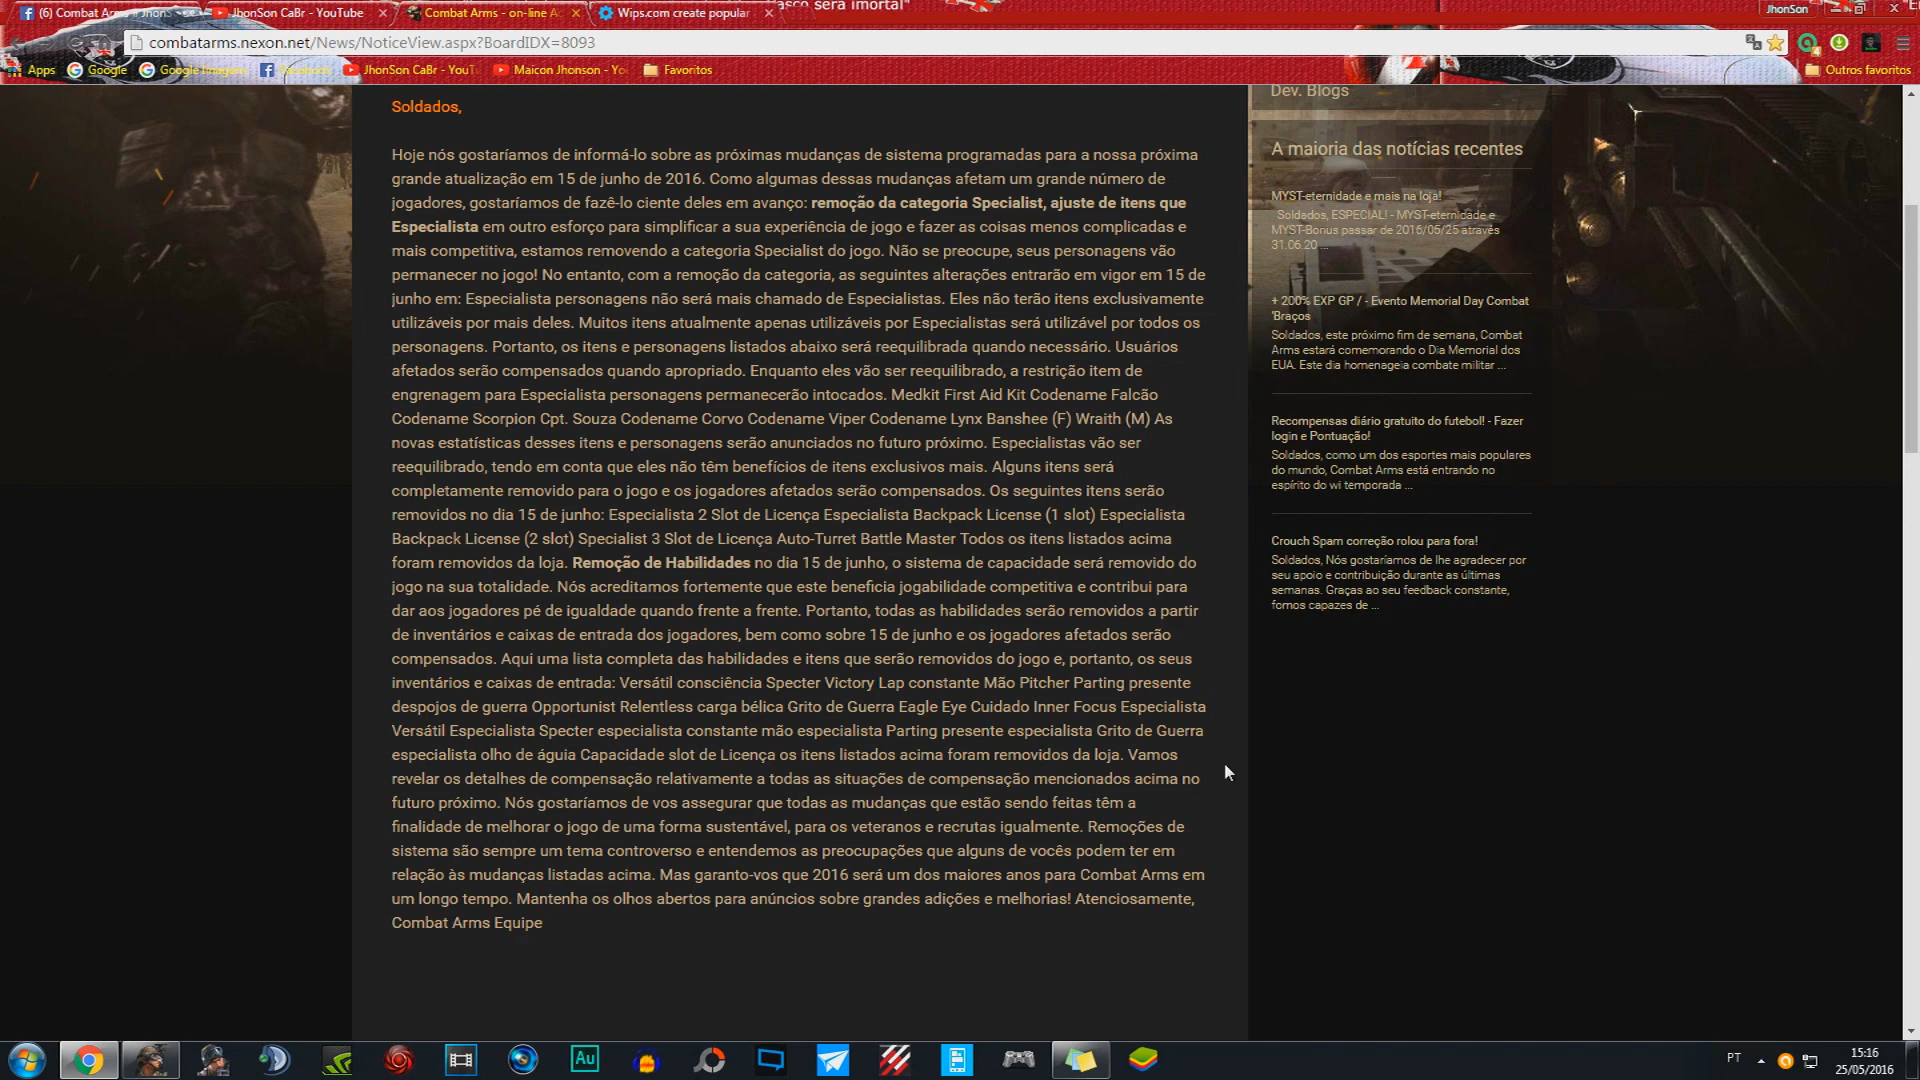 (6) Combat Arms
JhonSon CaBr - YouTube
Combat Arms - on-line A
Wips.com create popular
asco será imortal"
JhonSon
combatarms.nexon.net/News/NoticeView.aspx?BoardIDX=8093
Apps
Google
Google Imagens
Facebook
JhonSon CaBr - YouT
Maicon Jhonson - Yo
Favoritos
Outros favoritos
Soldados,
Hoje nós gostaríamos de informá-lo sobre as próximas mudanças de sistema programadas para a nossa próxima
grande atualização em 15 de junho de 2016. Como algumas dessas mudanças afetam um grande número de
jogadores, gostaríamos de fazê-lo ciente deles em avanço: remoção da categoria Specialist, ajuste de itens que
Especialista em outro esforço para simplificar a sua experiência de jogo e fazer as coisas menos complicadas e
mais competitiva, estamos removendo a categoria Specialist do jogo. Não se preocupe, seus personagens vão
permanecer no jogo! No entanto, com a remoção da categoria, as seguintes alterações entrarão em vigor em 15 de
junho em: Especialista personagens não será mais chamado de Especialistas. Eles não terão itens exclusivamente
utilizáveis por mais deles. Muitos itens atualmente apenas utilizáveis por Especialistas será utilizável por todos os
personagens. Portanto, os itens e personagens listados abaixo será reequilibrada quando necessário. Usuários
afetados serão compensados quando apropriado. Enquanto eles vão ser reequilibrado, a restrição item de
engrenagem para Especialista personagens permanecerão intocados. Medkit First Aid Kit Codename Falcão
Codename Scorpion Cpt. Souza Codename Corvo Codename Viper Codename Lynx Banshee (F) Wraith (M) As
novas estatísticas desses itens e personagens serão anunciados no futuro próximo. Especialistas vão ser
reequilibrado, tendo em conta que eles não têm benefícios de itens exclusivos mais. Alguns itens será
completamente removido para o jogo e os jogadores afetados serão compensados. Os seguintes itens serão
removidos no dia 15 de junho: Especialista 2 Slot de Licença Especialista Backpack License (1 slot) Especialista
Backpack License (2 slot) Specialist 3 Slot de Licença Auto-Turret Battle Master Todos os itens listados acima
foram removidos da loja. Remoção de Habilidades no dia 15 de junho, o sistema de capacidade será removido do
jogo na sua totalidade. Nós acreditamos fortemente que este beneficia jogabilidade competitiva e contribui para
dar aos jogadores pé de igualdade quando frente a frente. Portanto, todas as habilidades serão removidos a partir
de inventários e caixas de entrada dos jogadores, bem como sobre 15 de junho e os jogadores afetados serão
compensados. Aqui uma lista completa das habilidades e itens que serão removidos do jogo e, portanto, os seus
inventários e caixas de entrada: Versátil consciência Specter Victory Lap constante Mão Pitcher Parting presente
despojos de guerra Opportunist Relentless carga bélica Grito de Guerra Eagle Eye Cuidado Inner Focus Especialista
Versátil Especialista Specter especialista constante mão especialista Parting presente especialista Grito de Guerra
especialista olho de águia Capacidade slot de Licença os itens listados acima foram removidos da loja. Vamos
revelar os detalhes de compensação relativamente a todas as situações de compensação mencionados acima no
futuro próximo. Nós gostaríamos de vos assegurar que todas as mudanças que estão sendo feitas têm a
finalidade de melhorar o jogo de uma forma sustentável, para os veteranos e recrutas igualmente. Remoções de
sistema são sempre um tema controverso e entendemos as preocupações que alguns de vocês podem ter em
relação às mudanças listadas acima. Mas garanto-vos que 2016 será um dos maiores anos para Combat Arms em
um longo tempo. Mantenha os olhos abertos para anúncios sobre grandes adições e melhorias! Atenciosamente,
Combat Arms Equipe
Dev. Blogs
A maioria das notícias recentes
MYST-eternidade e mais na loja!
Soldados, ESPECIAL! - MYST-eternidade e
MYST-Bonus passar de 2016/05/25 através
31.06.20 ...
+ 200% EXP GP / - Evento Memorial Day Combat
'Braços
Soldados, este próximo fim de semana, Combat
Arms estará comemorando o Dia Memorial dos
EUA. Este dia homenageia combate militar ...
Recompensas diário gratuito do futebol! - Fazer
login e Pontuação!
Soldados, como um dos esportes mais populares
do mundo, Combat Arms está entrando no
espírito do wi temporada ...
Crouch Spam correção rolou para fora!
Soldados, Nós gostaríamos de lhe agradecer por
seu apoio e contribuição durante as últimas
semanas. Graças ao seu feedback constante,
fomos capazes de ...
Au
PT
15:16
25/05/2016